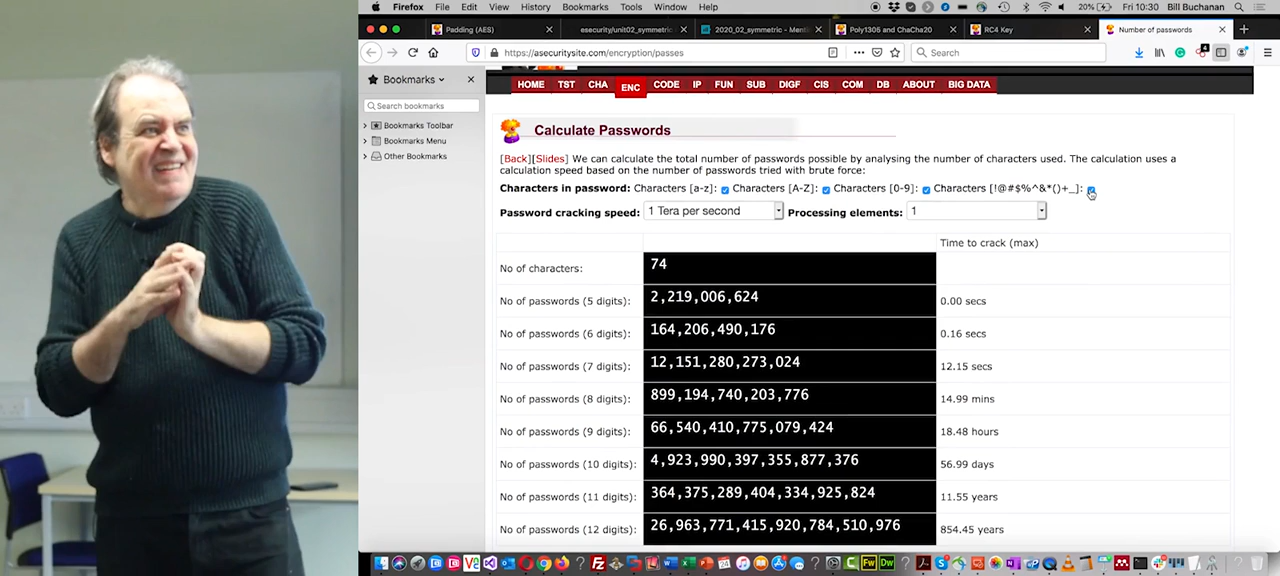 Firefox File Edit View History Bookmarks Tools Window Help 20% Fri 10:30 Bill Buchanan
Padding (AES) esecurity/unit02_symmetric 2020_02_symmetric - Menti Poly1306 and ChaCha20 RC4 Key Number of passwords
https://asecuritysite.com/encryption/passes Search
Bookmarks
HOME TST CHA ENC CODE IP FUN SUB DIGF CIS COM DB ABOUT BIG DATA
Search bookmarks
Bookmarks Toolbar
Bookmarks Menu
Other Bookmarks
Calculate Passwords
[Back][Slides] We can calculate the total number of passwords possible by analysing the number of characters used. The calculation uses a
calculation speed based on the number of passwords tried with brute force:
Characters in password: Characters [a-z]: Characters [A-Z]: Characters [0-9]: Characters [!@#$%^&*()+_]:
Password cracking speed: 1 Tera per second Processing elements: 1
Time to crack (max)
No of characters: 74
No of passwords (5 digits): 2,219,006,624 0.00 secs
No of passwords (6 digits): 164,206,490,176 0.16 secs
No of passwords (7 digits): 12,151,280,273,024 12.15 secs
No of passwords (8 digits): 899,194,740,203,776 14.99 mins
No of passwords (9 digits): 66,540,410,775,079,424 18.48 hours
No of passwords (10 digits): 4,923,990,397,355,877,376 56.99 days
No of passwords (11 digits): 364,375,289,404,334,925,824 11.55 years
No of passwords (12 digits): 26,963,771,415,920,784,510,976 854.45 years